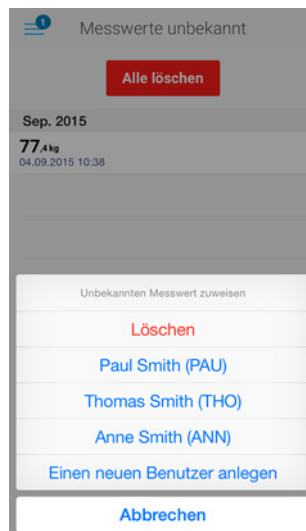 1
Messwerte unbekannt
Alle löschen
Sep. 2015
77,4 kg
04.09.2015 10:38
Unbekannten Messwert zuweisen
Löschen
Paul Smith (PAU)
Thomas Smith (THO)
Anne Smith (ANN)
Einen neuen Benutzer anlegen
Abbrechen